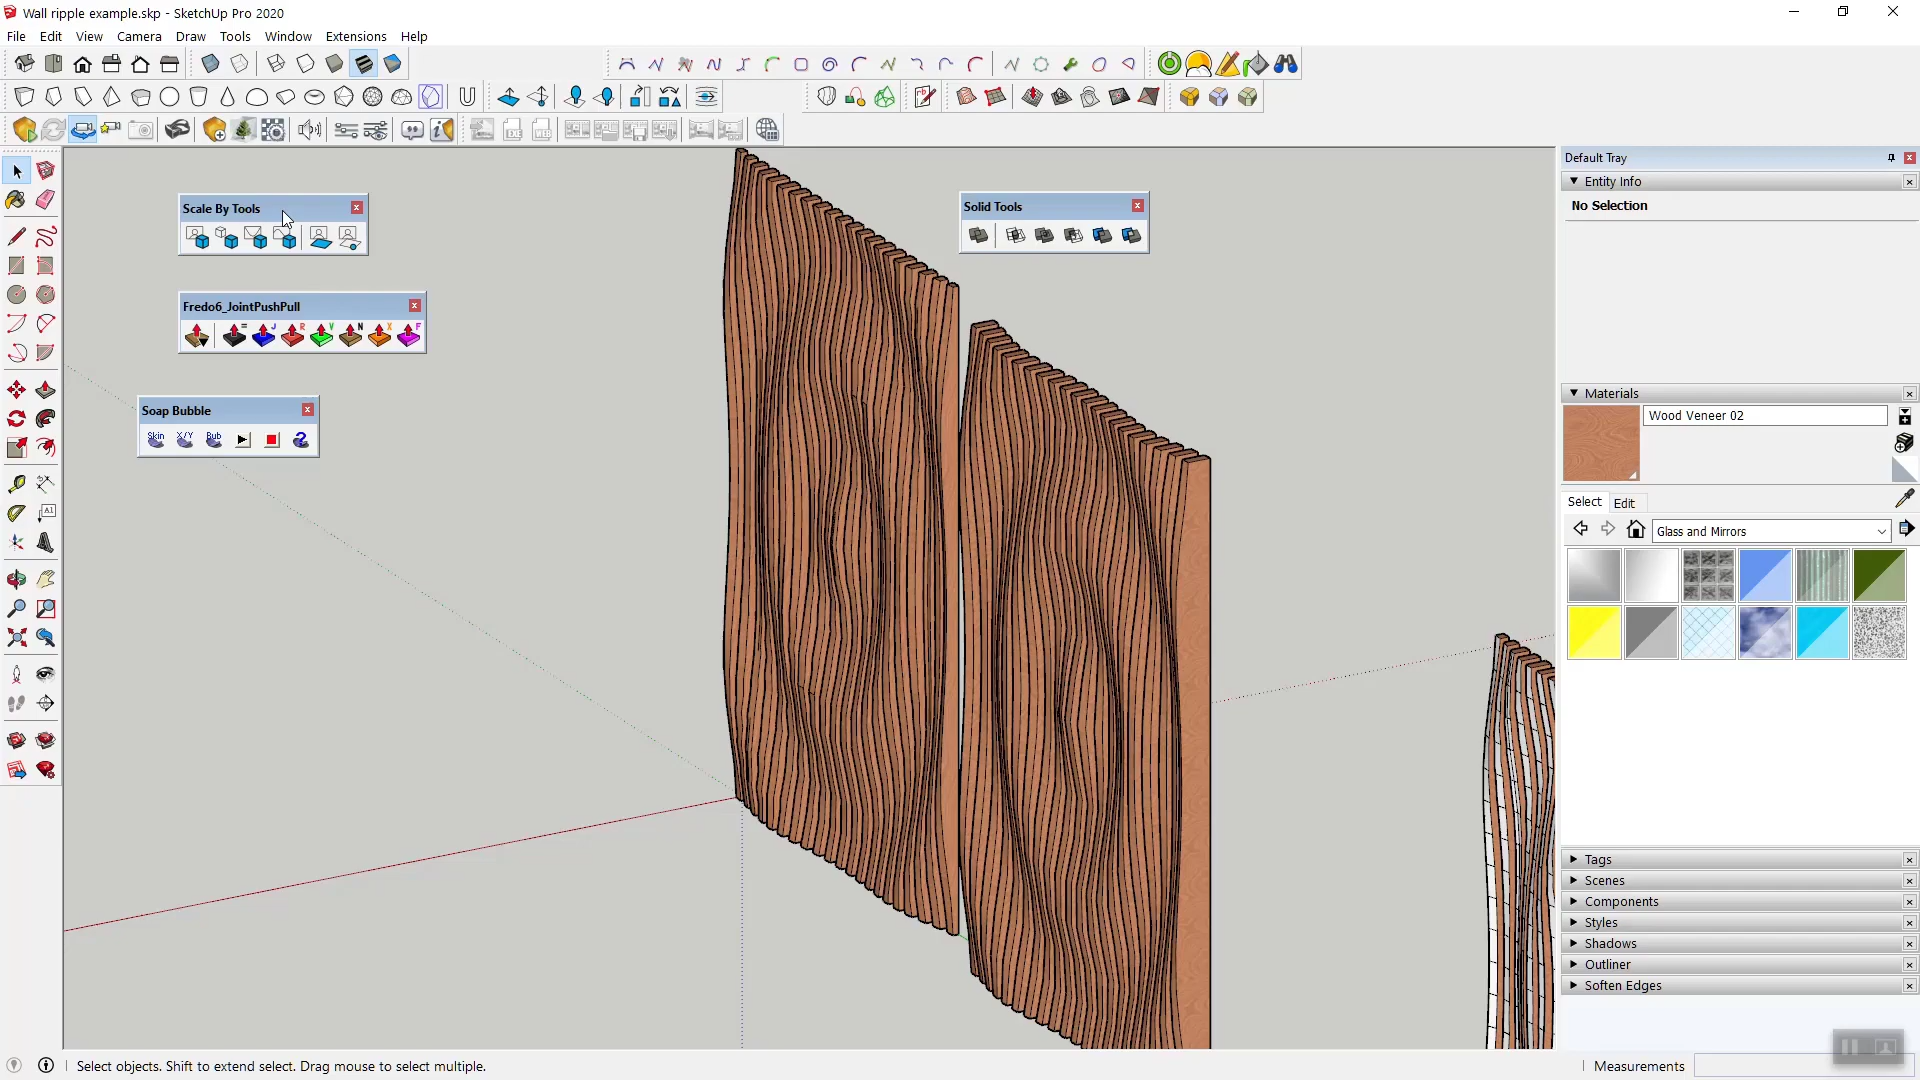 Wall ripple example.skp - SketchUp Pro 2020
File Edit View Camera Draw Tools Window Extensions Help
Default Tray
Entity Info
No Selection
Scale By Tools
Solid Tools
Fredo6_JointPushPull
= J R V N X F
Soap Bubble
Skin X/Y Bub
Materials
Wood Veneer 02
Select Edit
Glass and Mirrors
Tags
Scenes
Components
Styles
Shadows
Outliner
Soften Edges
Select objects. Shift to extend select. Drag mouse to select multiple.
Measurements